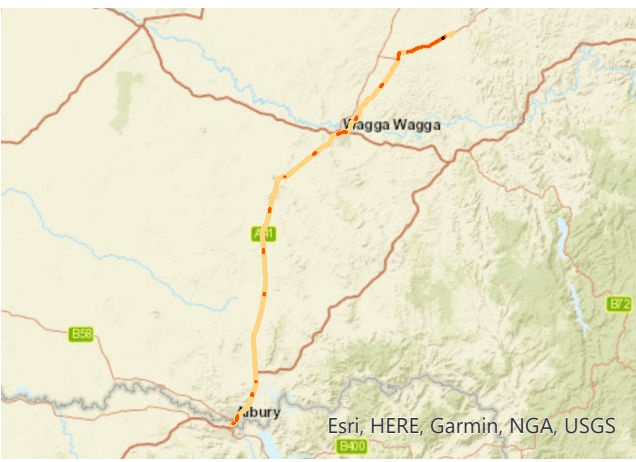 Wagga Wagga
A41
B58
B72
Albury
Esri, HERE, Garmin, NGA, USGS
B400